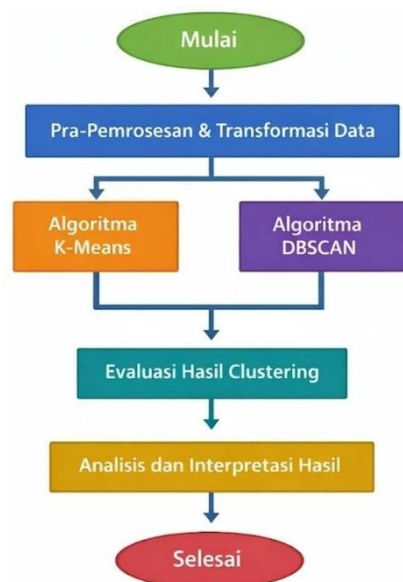 Mulai
Pra-Pemrosesan & Transformasi Data
Algoritma
K-Means
Algoritma
DBSCAN
Evaluasi Hasil Clustering
Analisis dan Interpretasi Hasil
Selesai